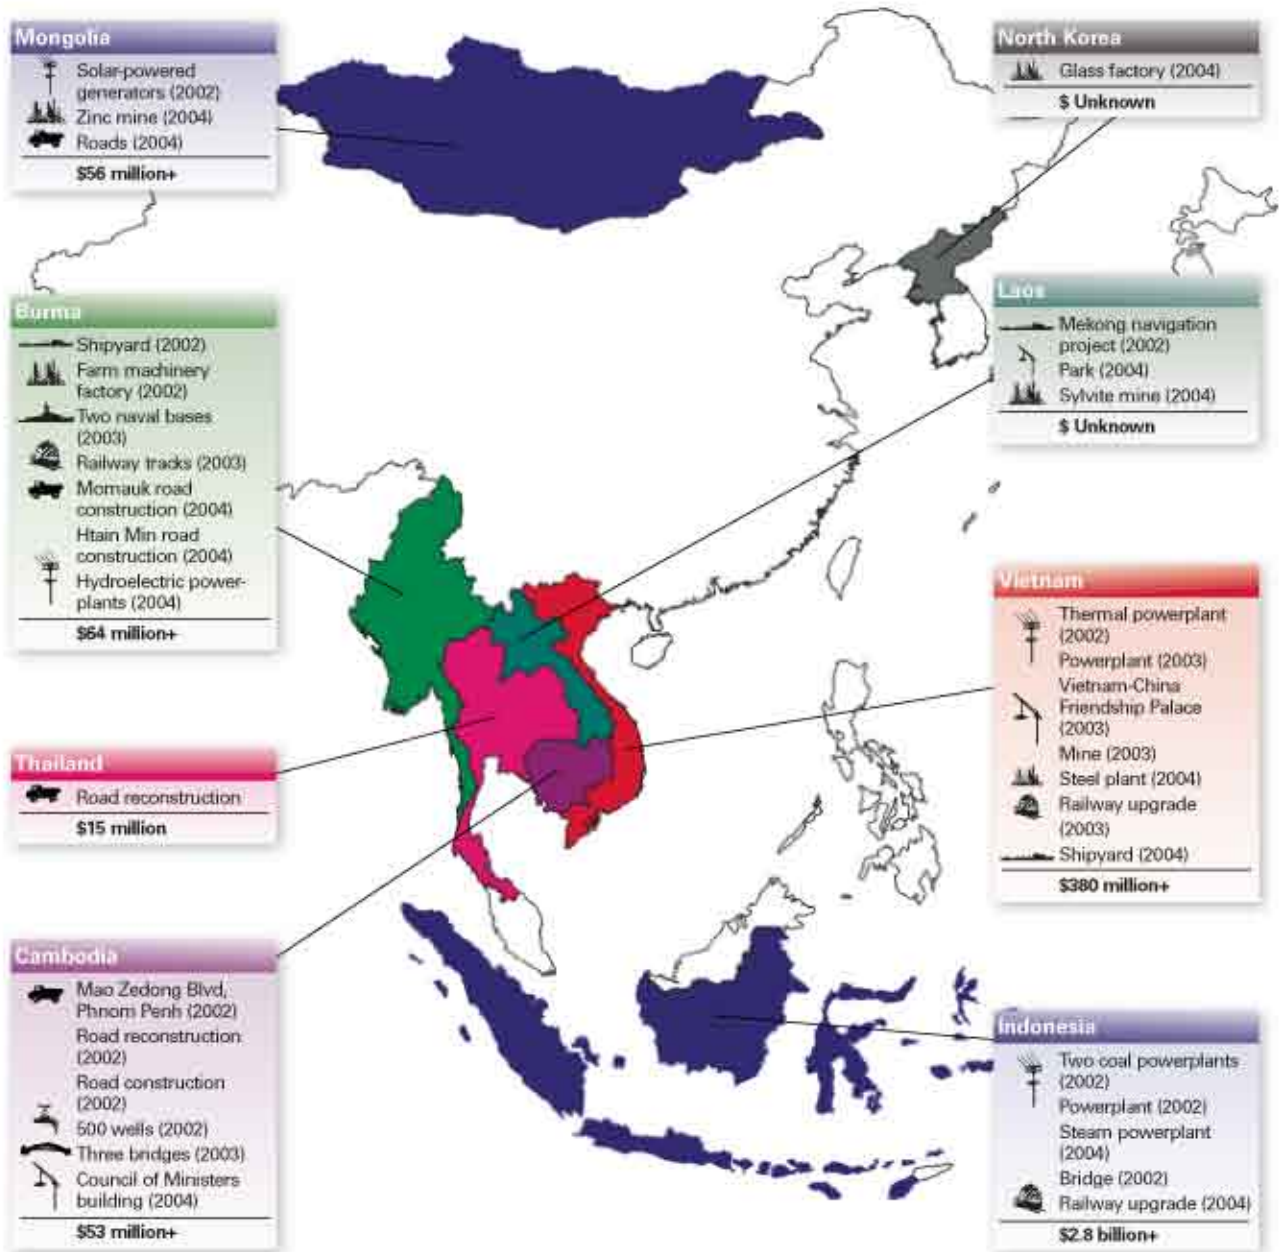 Mongolia
Solar-powered
generators (2002)
Zinc mine (2004)
Roads (2004)
$56 million+
North Korea
Glass factory (2004)
$ Unknown
Burma
Shipyard (2002)
Farm machinery
factory (2002)
Two naval bases
(2003)
Railway tracks (2003)
Momauk road
construction (2004)
Htain Min road
construction (2004)
Hydroelectric power-
plants (2004)
$64 million+
Laos
Mekong navigation
project (2002)
Park (2004)
Sylvite mine (2004)
$ Unknown
Thailand
Road reconstruction
$15 million
Vietnam
Thermal powerplant
(2002)
Powerplant (2003)
Vietnam-China
Friendship Palace
(2003)
Mine (2003)
Steel plant (2004)
Railway upgrade
(2003)
Shipyard (2004)
$380 million+
Cambodia
Mao Zedong Blvd,
Phnom Penh (2002)
Road reconstruction
(2002)
Road construction
(2002)
500 wells (2002)
Three bridges (2003)
Council of Ministers
building (2004)
$53 million+
Indonesia
Two coal powerplants
(2002)
Powerplant (2002)
Steam powerplant
(2004)
Bridge (2002)
Railway upgrade (2004)
$2.8 billion+